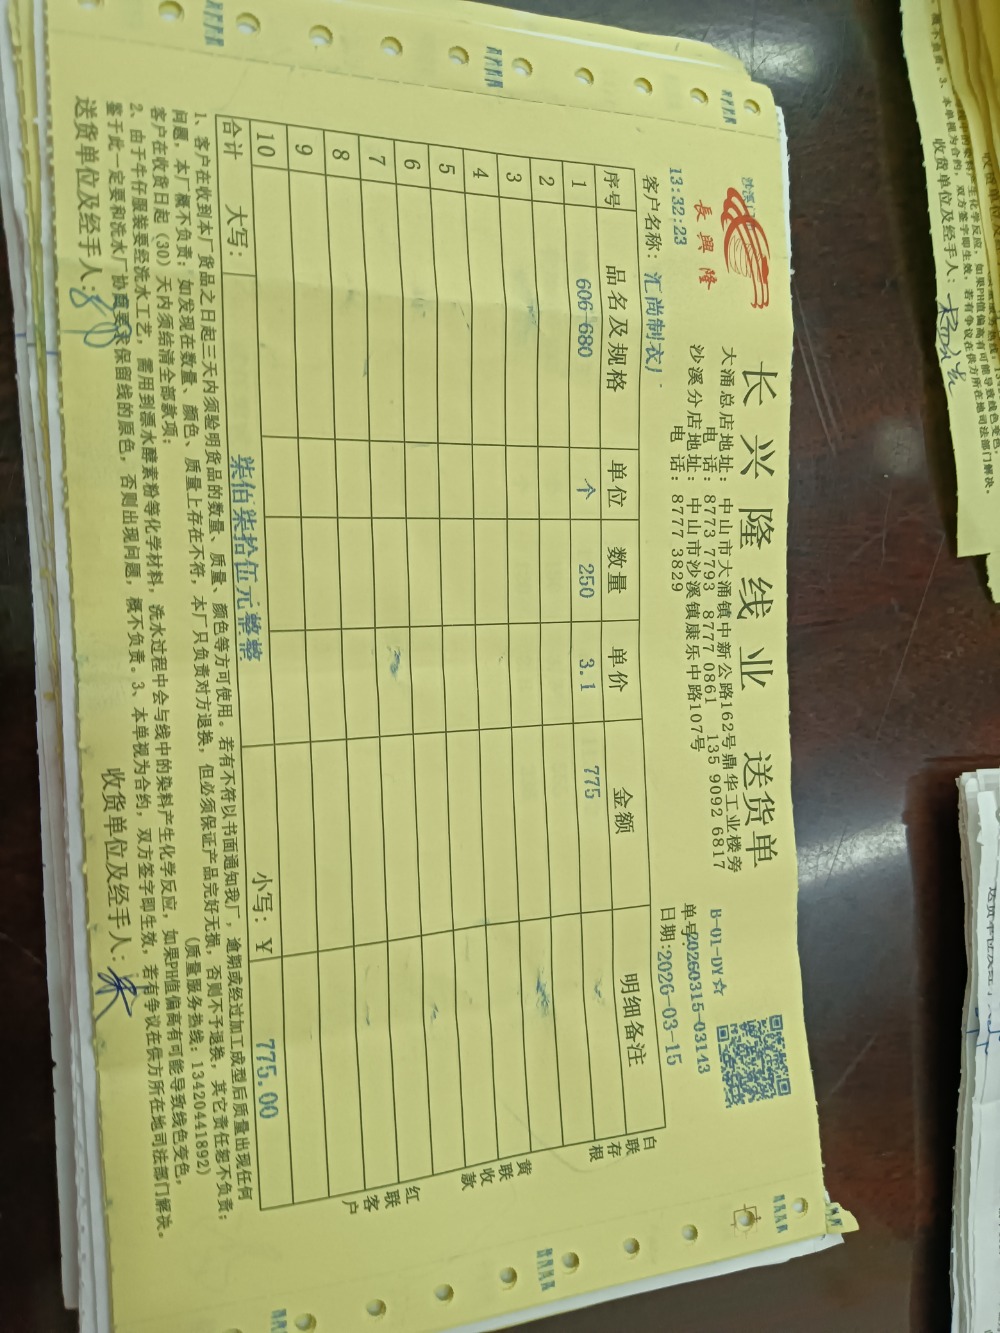 長興隆
长兴隆线业 送货单
B-01-DY☆
大涌总店地址: 中山市大涌镇中新公路162号鼎华工业楼旁
电话: 8773 7793 8777 0861 135 9092 6817
沙溪分店地址: 中山市沙溪镇康乐中路107号
电话: 8777 3829
单号:20260315-03143
13:32:23
日期:2026-03-15
客户名称: 汇尚制衣厂
序号 品名及规格 单位 数量 单价 金额 明细备注
1 606-680 个 250 3.1 775
2
3
4
5
6
7
8
9
10
合计 大写: 柒佰柒拾伍元整 小写: ¥ 775.00
白联存根
黄联收款
红联客户
1、客户在收到本厂货品之日起三天内须验明货品的数量、质量、颜色等方可使用。若有不符以书面通知我厂, 逾期或经过加工成型后质量出现任何
问题, 本厂概不负责; 如发现在数量、颜色、质量上存在不符, 本厂只负责对方退换, 但必须保证产品完好无损, 否则不予退换, 其它责任恕不负责;
客户在收货日起(30)天内须结清全部款项; (质量服务热线: 13420441892)
2、由于牛仔服装要经洗水工艺, 需用到漂水酵素粉等化学材料, 洗水过程中会与线中的染料产生化学反应, 如果PH值偏高有可能导致线色变色,
鉴于此一定要和洗水厂协商要求保留线的原色, 否则出现问题, 概不负责。3、本单视为合约, 双方签字即生效, 若有争议在供方所在地司法部门解决。
送货单位及经手人: 收货单位及经手人:
收货单位及经手人: